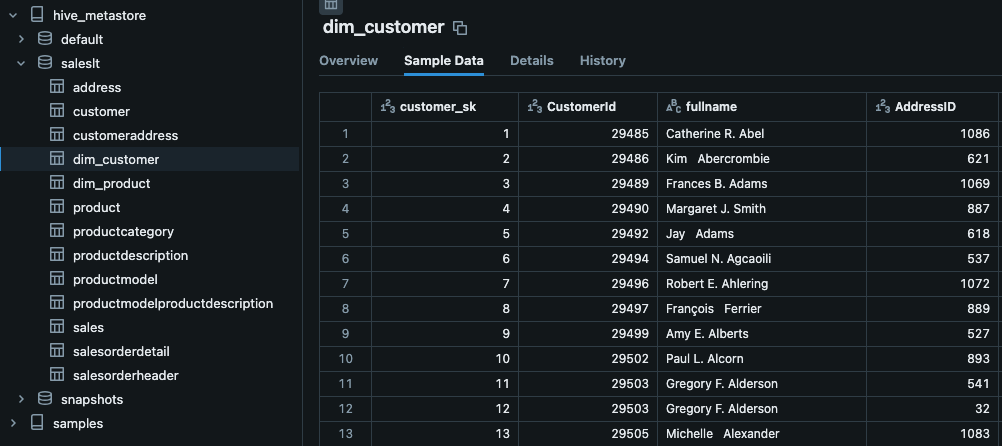 hive_metastore
default
saleslt
address
customer
customeraddress
dim_customer
dim_product
product
productcategory
productdescription
productmodel
productmodelproductdescription
sales
salesorderdetail
salesorderheader
snapshots
samples
dim_customer
Overview Sample Data Details History
customer_sk CustomerId fullname AddressID
1 1 29485 Catherine R. Abel 1086
2 2 29486 Kim   Abercrombie 621
3 3 29489 Frances B. Adams 1069
4 4 29490 Margaret J. Smith 887
5 5 29492 Jay   Adams 618
6 6 29494 Samuel N. Agcaoili 537
7 7 29496 Robert E. Ahlering 1072
8 8 29497 François   Ferrier 889
9 9 29499 Amy E. Alberts 527
10 10 29502 Paul L. Alcorn 893
11 11 29503 Gregory F. Alderson 541
12 12 29503 Gregory F. Alderson 32
13 13 29505 Michelle   Alexander 1083